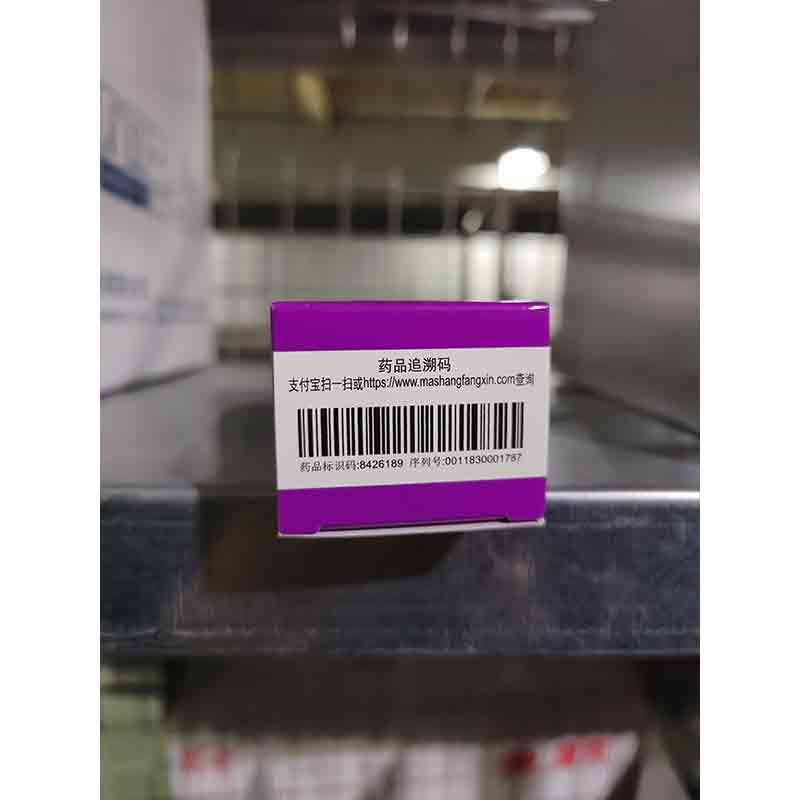 药品追溯码
支付宝扫一扫或https://www.mashangfangxin.com查询
药品标识码:8426189 序列号:0011830001787